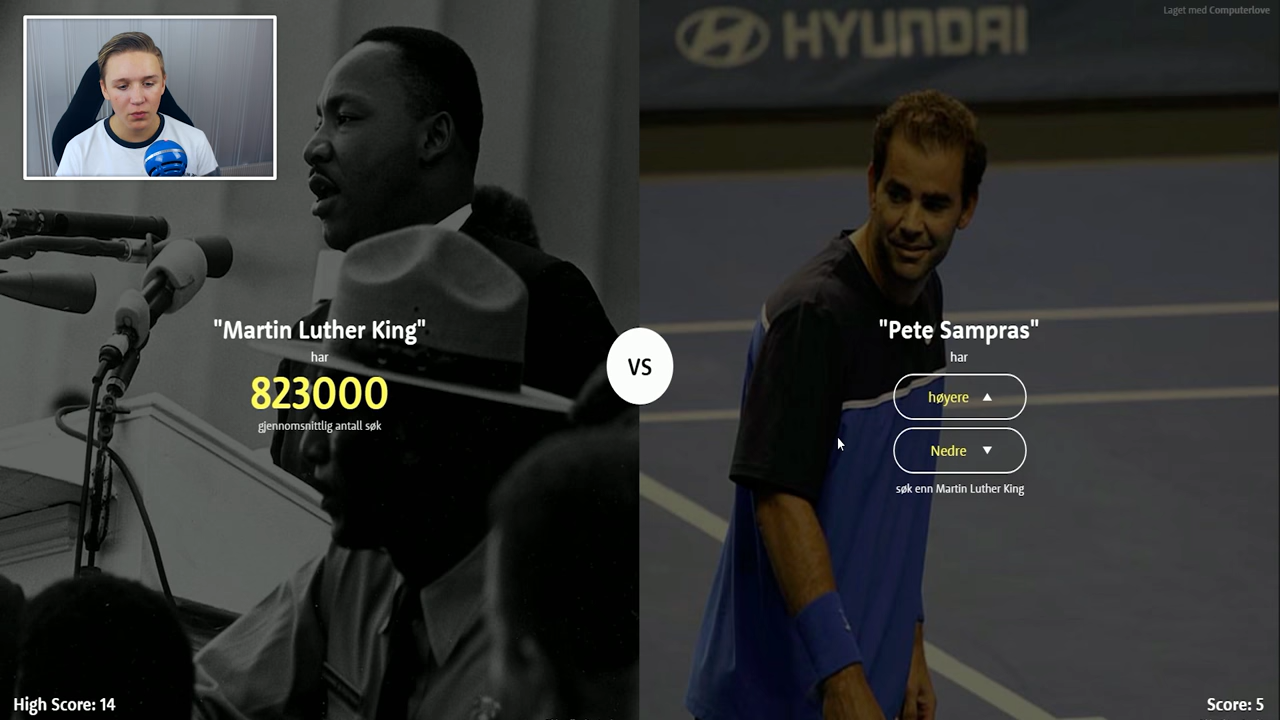 Laget med Computerlove
HYUNDAI
"Martin Luther King"
har
823000
gjennomsnittlig antall søk
VS
"Pete Sampras"
har
høyere
Nedre
søk enn Martin Luther King
High Score: 14
Score: 5